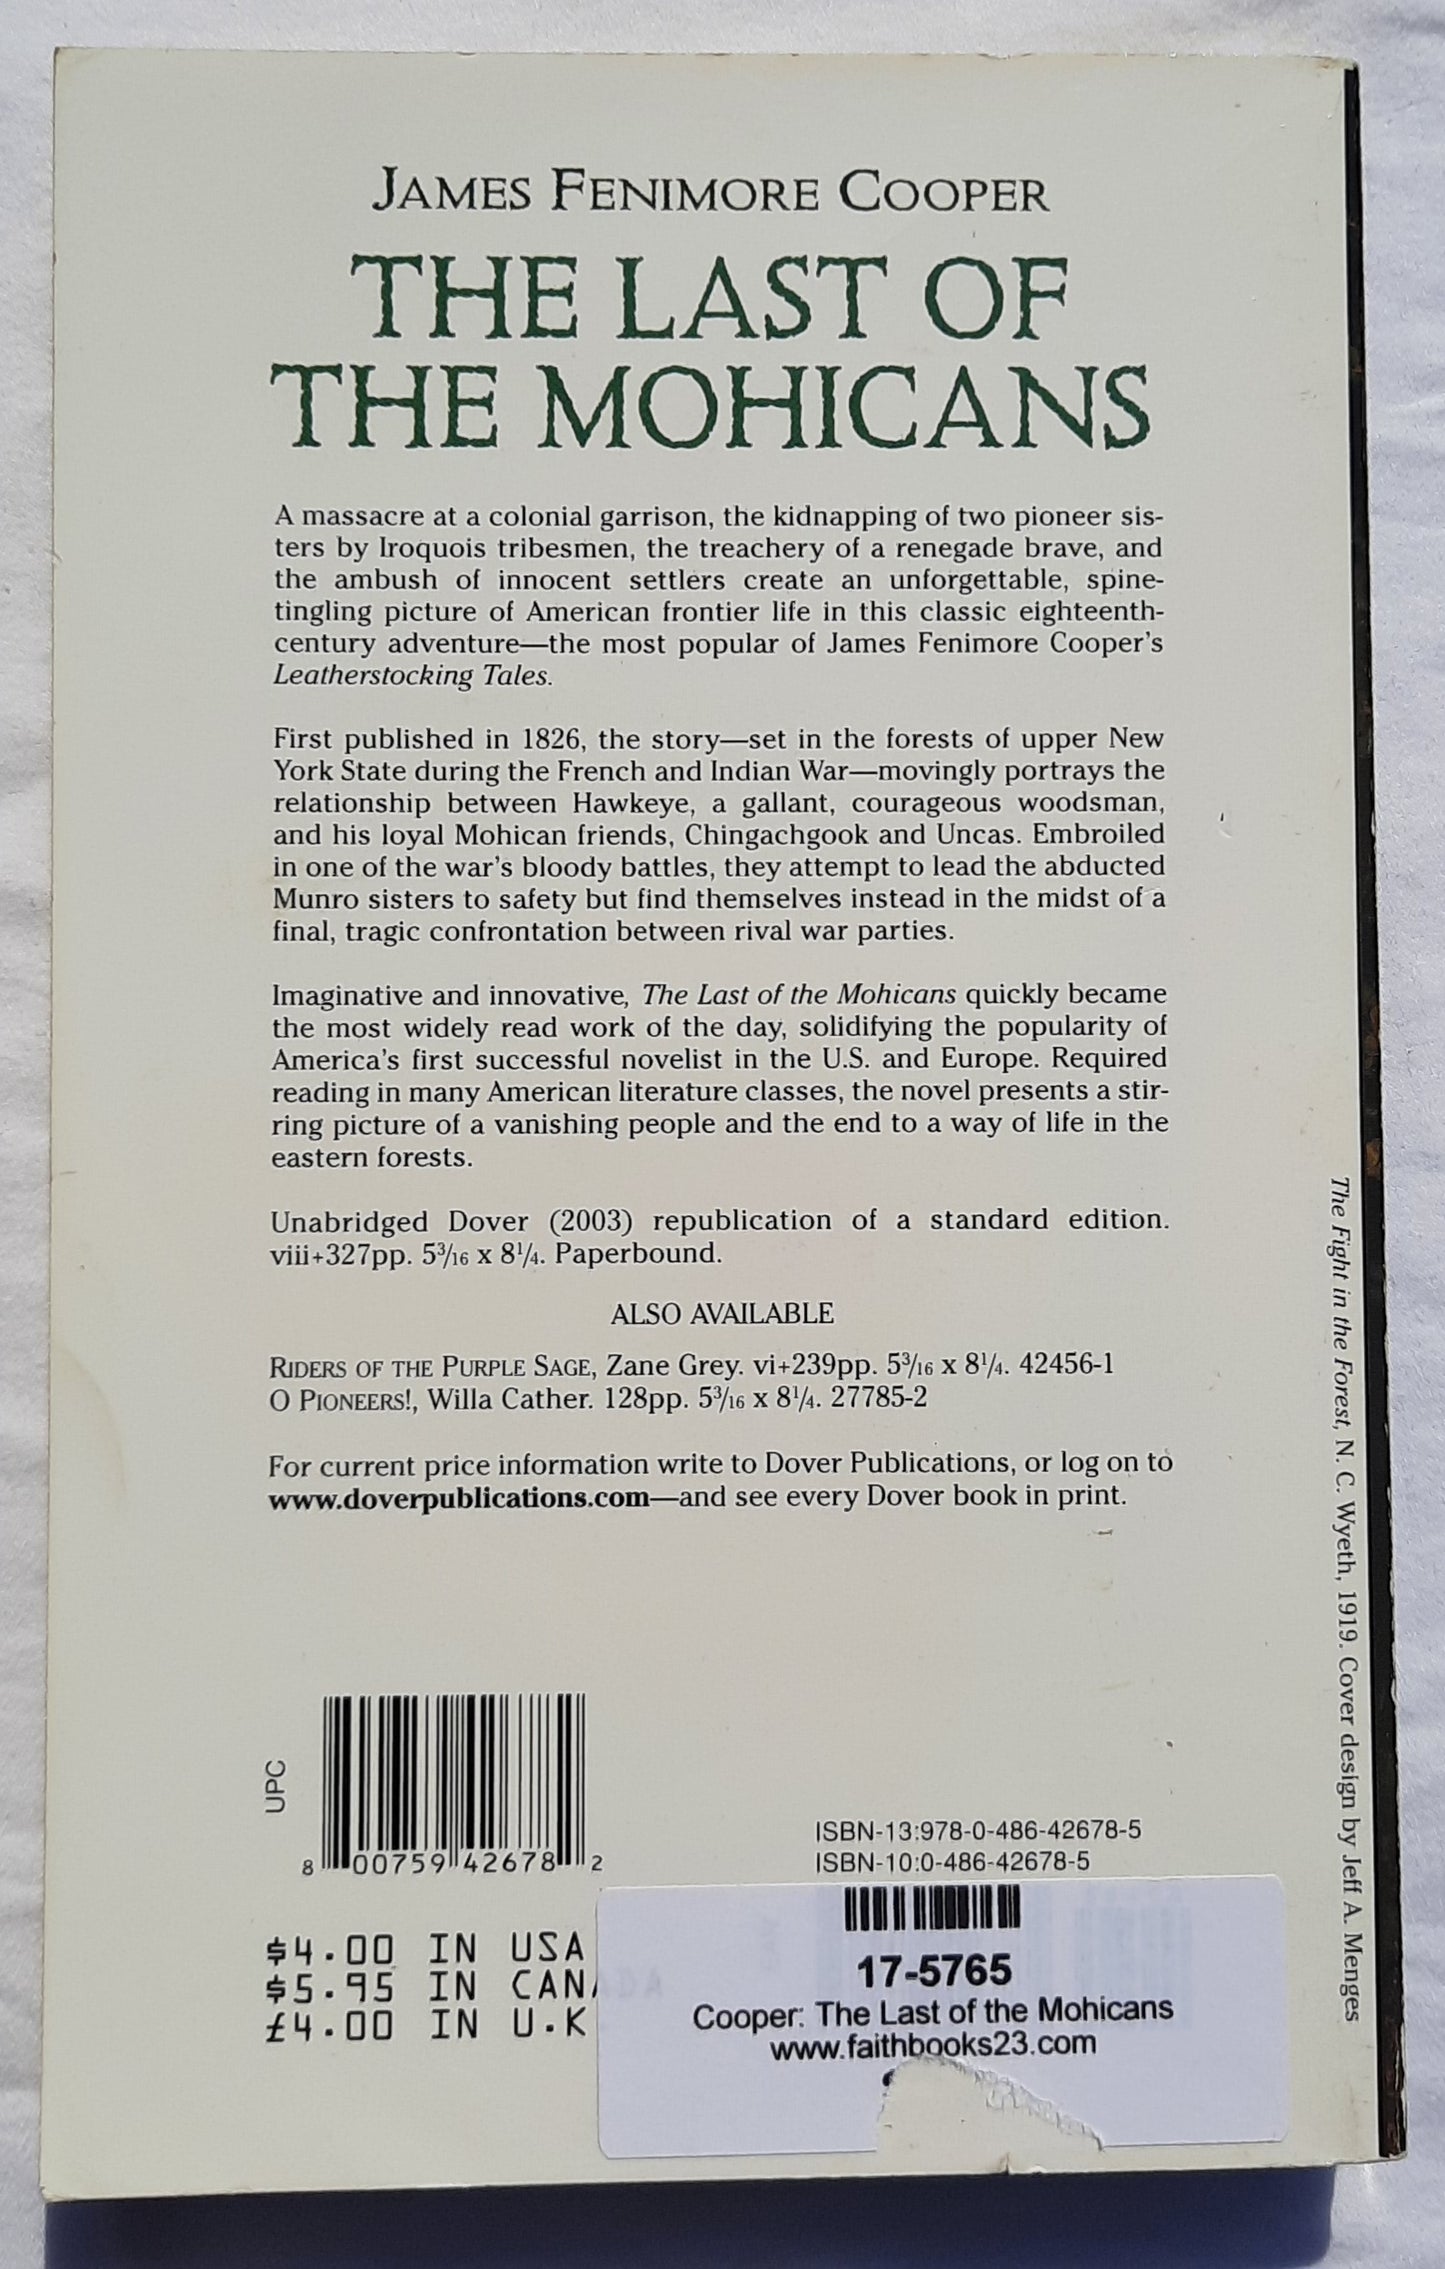 JAMES FENIMORE COOPER
THE LAST OF
THE MOHICANS
A massacre at a colonial garrison, the kidnapping of two pioneer sis-
ters by Iroquois tribesmen, the treachery of a renegade brave, and
the ambush of innocent settlers create an unforgettable, spine-
tingling picture of American frontier life in this classic eighteenth-
century adventure—the most popular of James Fenimore Cooper's
Leatherstocking Tales.
First published in 1826, the story—set in the forests of upper New
York State during the French and Indian War—movingly portrays the
relationship between Hawkeye, a gallant, courageous woodsman,
and his loyal Mohican friends, Chingachgook and Uncas. Embroiled
in one of the war's bloody battles, they attempt to lead the abducted
Munro sisters to safety but find themselves instead in the midst of a
final, tragic confrontation between rival war parties.
Imaginative and innovative, The Last of the Mohicans quickly became
the most widely read work of the day, solidifying the popularity of
America's first successful novelist in the U.S. and Europe. Required
reading in many American literature classes, the novel presents a stir-
ring picture of a vanishing people and the end to a way of life in the
eastern forests.
Unabridged Dover (2003) republication of a standard edition.
viii+327pp. 5³/₁₆ x 8¹/₄. Paperbound.
ALSO AVAILABLE
RIDERS OF THE PURPLE SAGE, Zane Grey. vi+239pp. 5³/₁₆ x 8¹/₄. 42456-1
O PIONEERS!, Willa Cather. 128pp. 5³/₁₆ x 8¹/₄. 27785-2
For current price information write to Dover Publications, or log on to
www.doverpublications.com—and see every Dover book in print.
The Fight in the Forest, N. C. Wyeth, 1919. Cover design by Jeff A. Menges
UPC
8 00759 42678 2
ISBN-13:978-0-486-42678-5
ISBN-10:0-486-42678-5
$4.00 IN USA
$5.95 IN CANA
£4.00 IN U.K
17-5765
Cooper: The Last of the Mohicans
www.faithbooks23.com